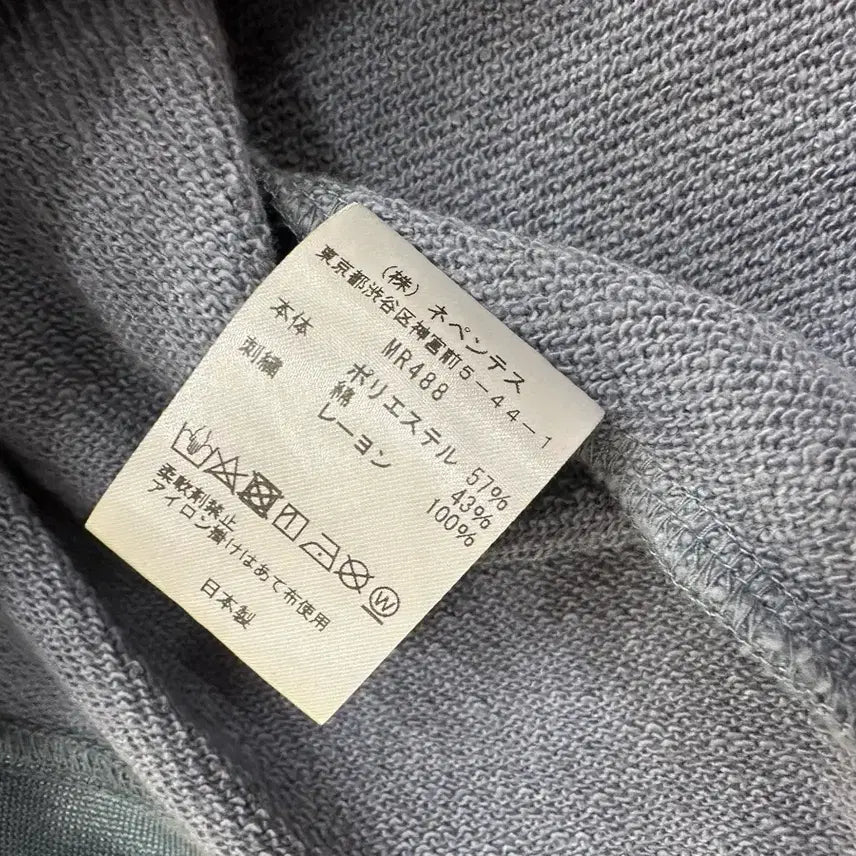 (株) ネペンテス
東京都渋谷区神宮前5-44-1
MR488
本体 ポリエステル 57%
綿 43%
刺繍 レーヨン 100%
W
柔軟剤禁止
アイロン掛けはあて布使用
日本製